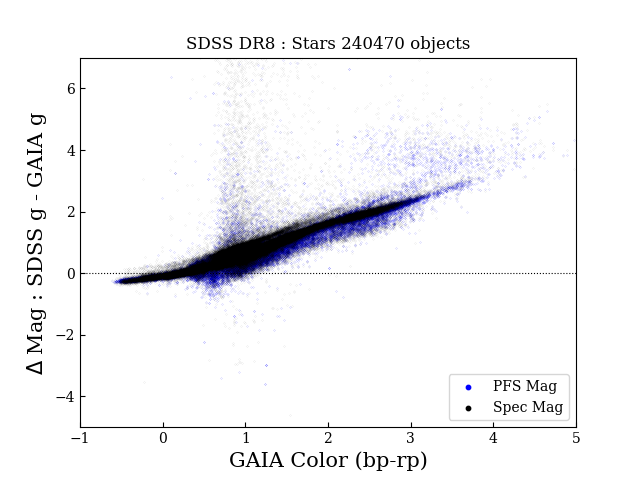 SDSS DR8 : Stars 240470 objects
Δ Mag : SDSS g - GAIA g
6
4
2
0
−2
−4
PFS Mag
Spec Mag
−1 0 1 2 3 4 5
GAIA Color (bp-rp)